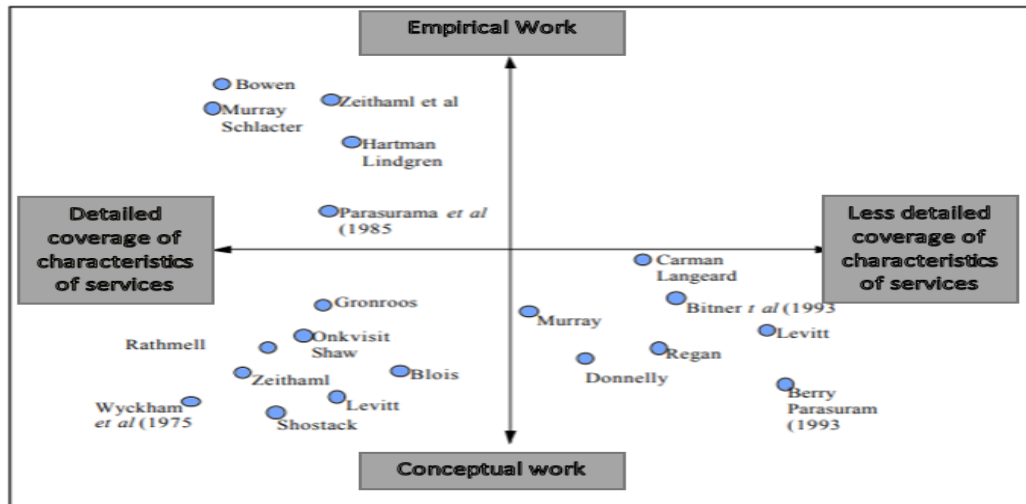 Empirical Work
Bowen
Zeithaml et al
Murray
Schlacter
Hartman
Lindgren
Detailed
coverage of
characteristics
of services
Parasurama et al
(1985
Less detailed
coverage of
characteristics
of services
Carman
Langeard
Gronroos
Bitner t al (1993
Murray
Levitt
Onkvisit
Shaw
Rathmell
Regan
Donnelly
Zeithaml
Blois
Berry
Parasuram
(1993
Levitt
Wyckham
et al (1975
Shostack
Conceptual work